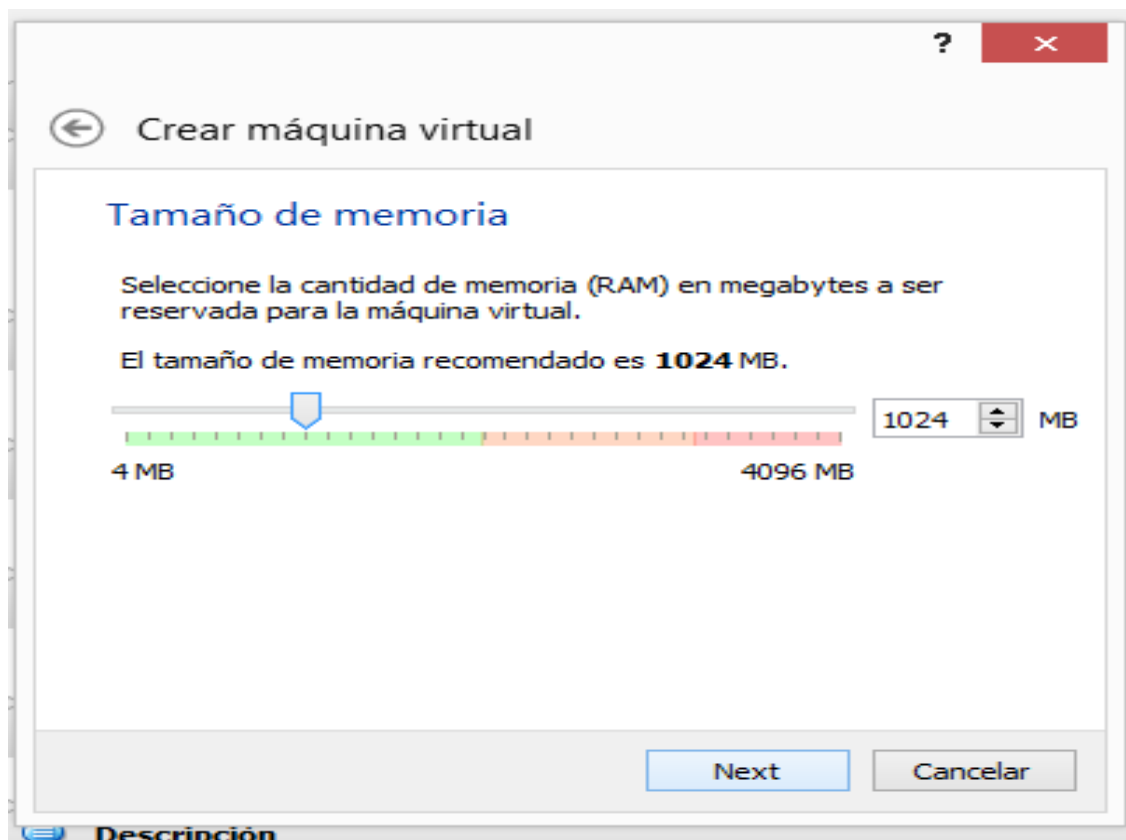 ?
Crear máquina virtual
Tamaño de memoria
Seleccione la cantidad de memoria (RAM) en megabytes a ser
reservada para la máquina virtual.
El tamaño de memoria recomendado es 1024 MB.
1024 MB
4 MB 4096 MB
Next Cancelar
Descripción